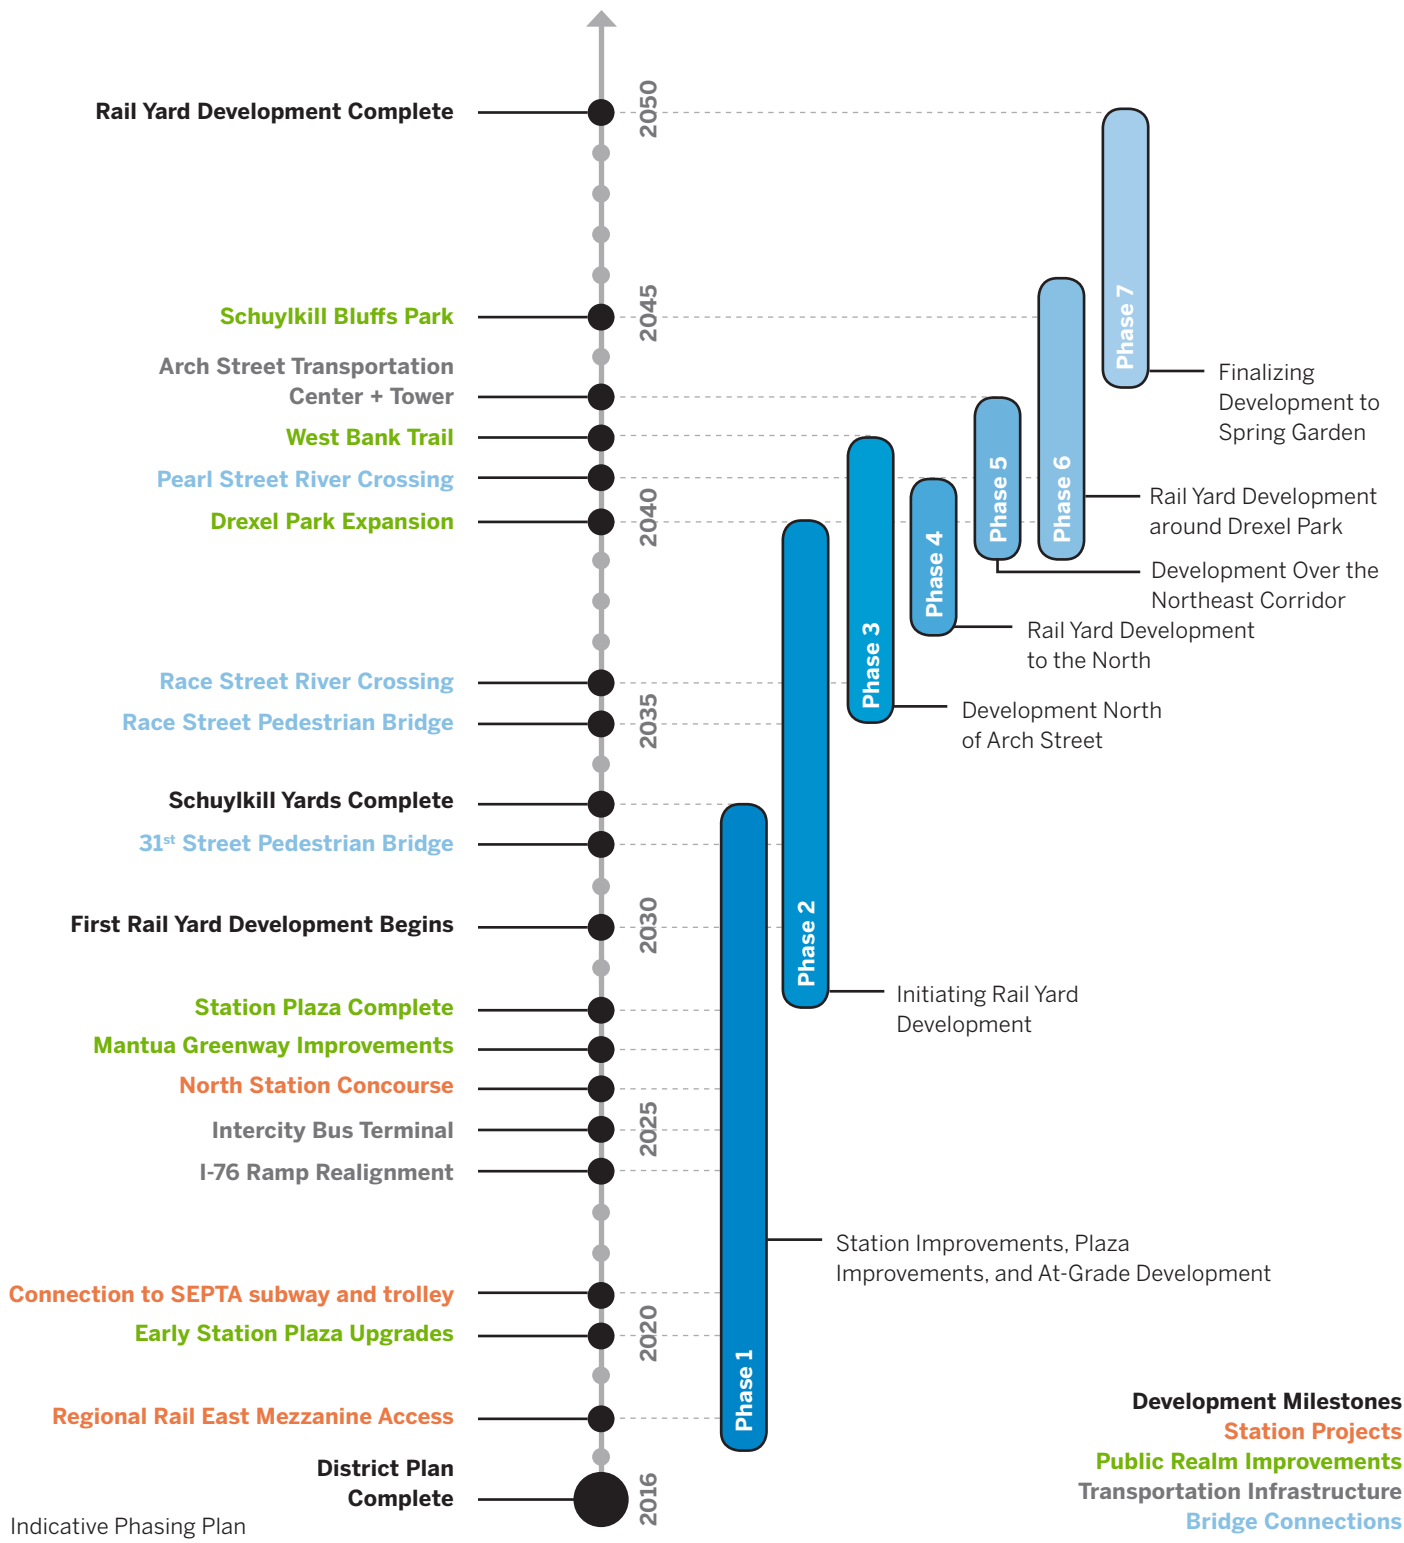 Rail Yard Development Complete
Schuylkill Bluffs Park
Arch Street Transportation
Center + Tower
West Bank Trail
Pearl Street River Crossing
Drexel Park Expansion
Race Street River Crossing
Race Street Pedestrian Bridge
Schuylkill Yards Complete
31st Street Pedestrian Bridge
First Rail Yard Development Begins
Station Plaza Complete
Mantua Greenway Improvements
North Station Concourse
Intercity Bus Terminal
I-76 Ramp Realignment
Connection to SEPTA subway and trolley
Early Station Plaza Upgrades
Regional Rail East Mezzanine Access
District Plan
Complete
Indicative Phasing Plan
2050
2045
2040
2035
2030
2025
2020
2016
Phase 1
Phase 2
Phase 3
Phase 4
Phase 5
Phase 6
Phase 7
Finalizing
Development to
Spring Garden
Rail Yard Development
around Drexel Park
Development Over the
Northeast Corridor
Rail Yard Development
to the North
Development North
of Arch Street
Initiating Rail Yard
Development
Station Improvements, Plaza
Improvements, and At-Grade Development
Development Milestones
Station Projects
Public Realm Improvements
Transportation Infrastructure
Bridge Connections